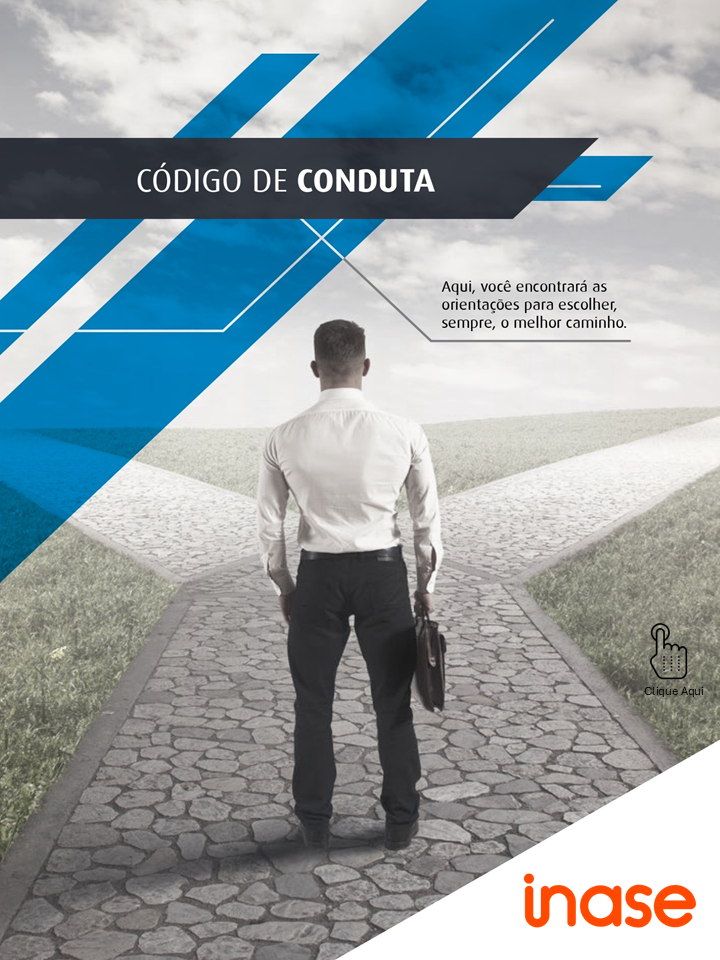 CÓDIGO DE CONDUTA
Aqui, você encontrará as
orientações para escolher,
sempre, o melhor caminho.
Clique Aqui
inase